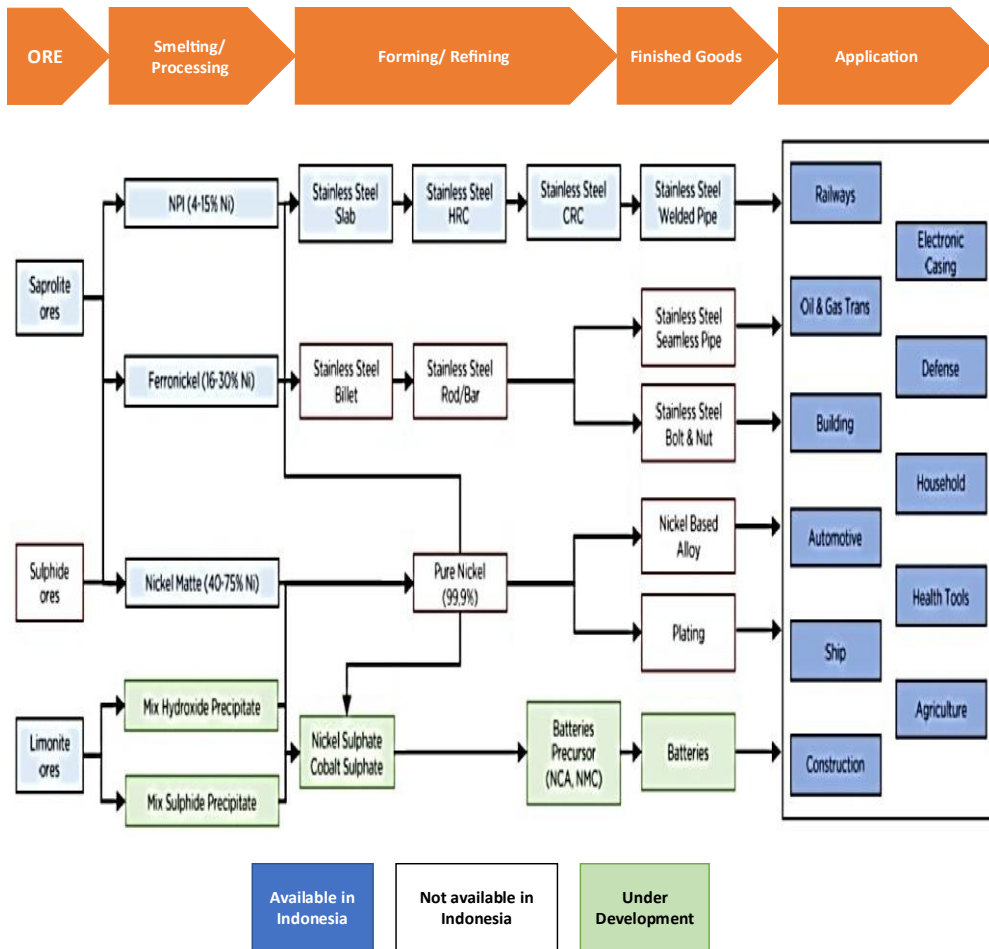 ORE
Smelting/
Processing
Forming/ Refining
Finished Goods
Application
NPI (4-15% Ni)
Stainless Steel
Slab
Stainless Steel
HRC
Stainless Steel
CRC
Stainless Steel
Welded Pipe
Railways
Electronic
Casing
Saprolite
ores
Oil & Gas Trans
Stainless Steel
Seamless Pipe
Ferronickel (16-30% Ni)
Stainless Steel
Billet
Stainless Steel
Rod/Bar
Defense
Stainless Steel
Bolt & Nut
Building
Household
Nickel Based
Alloy
Automotive
Sulphide
ores
Nickel Matte (40-75% Ni)
Pure Nickel
(99,9%)
Health Tools
Plating
Ship
Mix Hydroxide Precipitate
Agriculture
Limonite
ores
Nickel Sulphate
Cobalt Sulphate
Batteries
Precursor
(NCA, NMC)
Batteries
Construction
Mix Sulphide Precipitate
Available in
Indonesia
Not available in
Indonesia
Under
Development